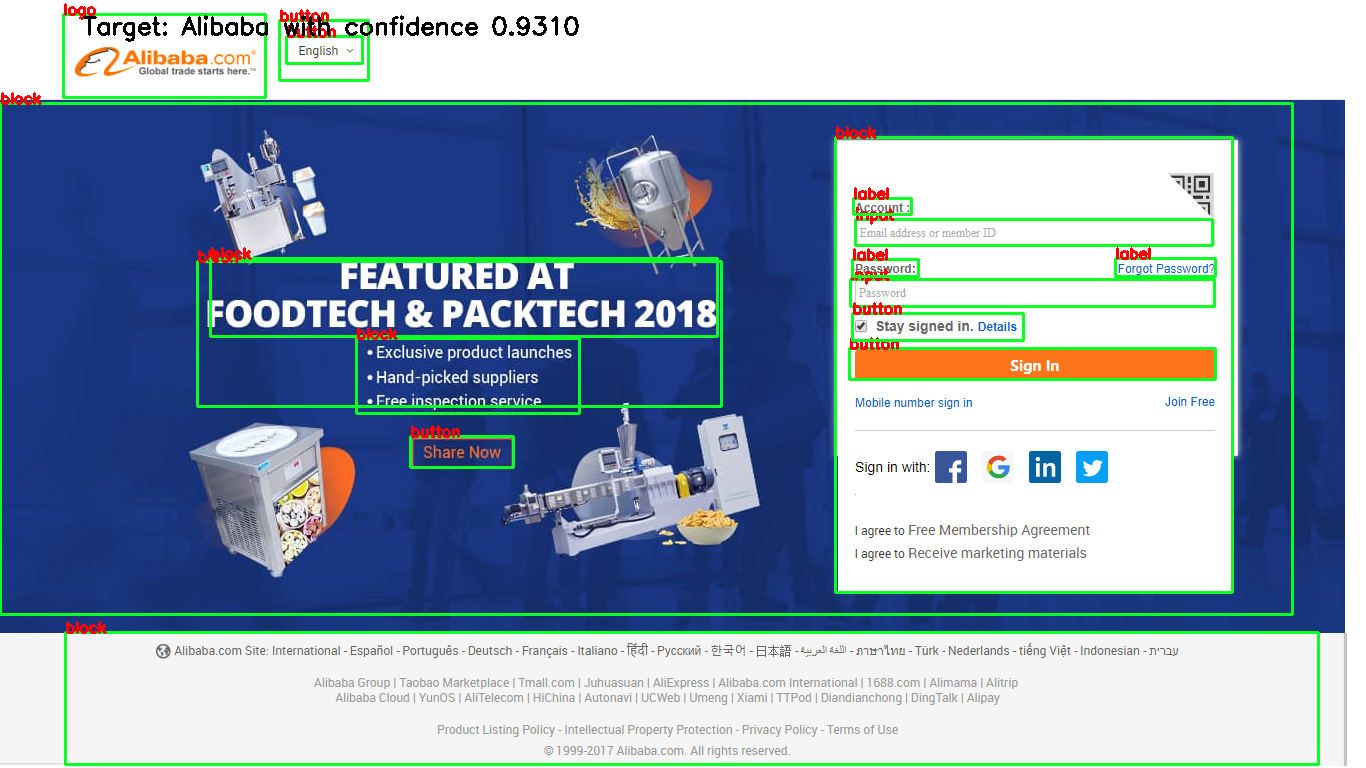 logo
Target: Alibaba with confidence 0.9310
button
button
Alibaba.com®
Global trade starts here.™
English
block
block
label
Account :
input
Email address or member ID
label
Password:
label
Forgot Password?
input
Password
button
Stay signed in. Details
button
Sign In
Mobile number sign in
Join Free
Sign in with:
I agree to Free Membership Agreement
I agree to Receive marketing materials
block
block
FEATURED AT
FOODTECH & PACKTECH 2018
block
• Exclusive product launches
• Hand-picked suppliers
• Free inspection service
button
Share Now
block
Alibaba.com Site: International - Español - Português - Deutsch - Français - Italiano - हिंदी - Pусский - 한국어 - 日本語 - اللغة العربية - ภาษาไทย - Türk - Nederlands - tiếng Việt - Indonesian - עברית
Alibaba Group | Taobao Marketplace | Tmall.com | Juhuasuan | AliExpress | Alibaba.com International | 1688.com | Alimama | Alitrip
Alibaba Cloud | YunOS | AliTelecom | HiChina | Autonavi | UCWeb | Umeng | Xiami | TTPod | Diandianchong | DingTalk | Alipay
Product Listing Policy - Intellectual Property Protection - Privacy Policy - Terms of Use
© 1999-2017 Alibaba.com. All rights reserved.